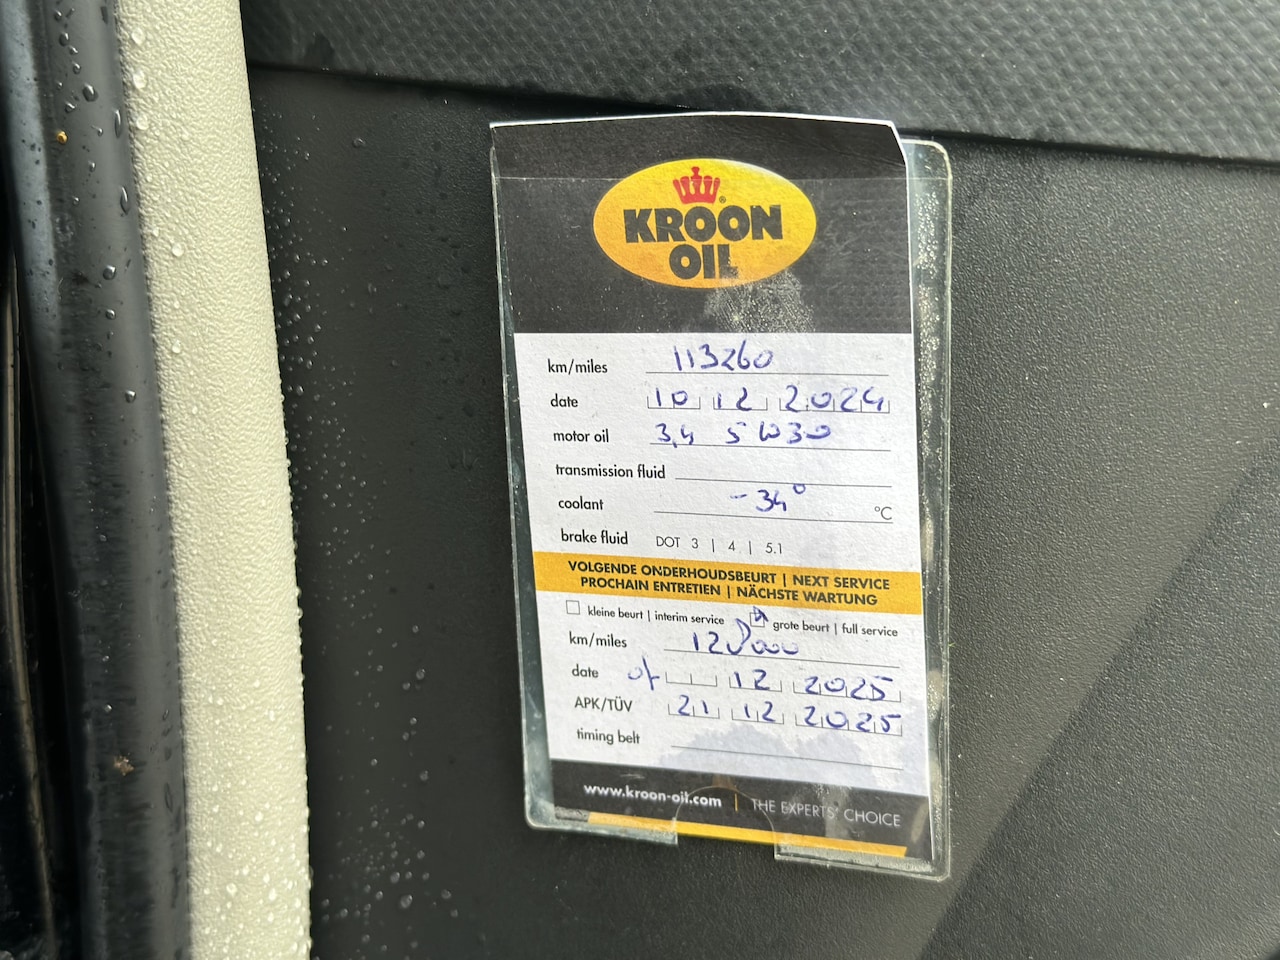 KROON
OIL
km/miles 113260
date 10 12 2024
motor oil 3,4 5W30
transmission fluid
coolant -34° °C
brake fluid DOT 3 | 4 | 5.1
VOLGENDE ONDERHOUDSBEURT | NEXT SERVICE
PROCHAIN ENTRETIEN | NÄCHSTE WARTUNG
kleine beurt | interim service grote beurt | full service
km/miles 120000
date of 12 2025
APK/TÜV 21 12 2025
timing belt
www.kroon-oil.com | THE EXPERTS' CHOICE